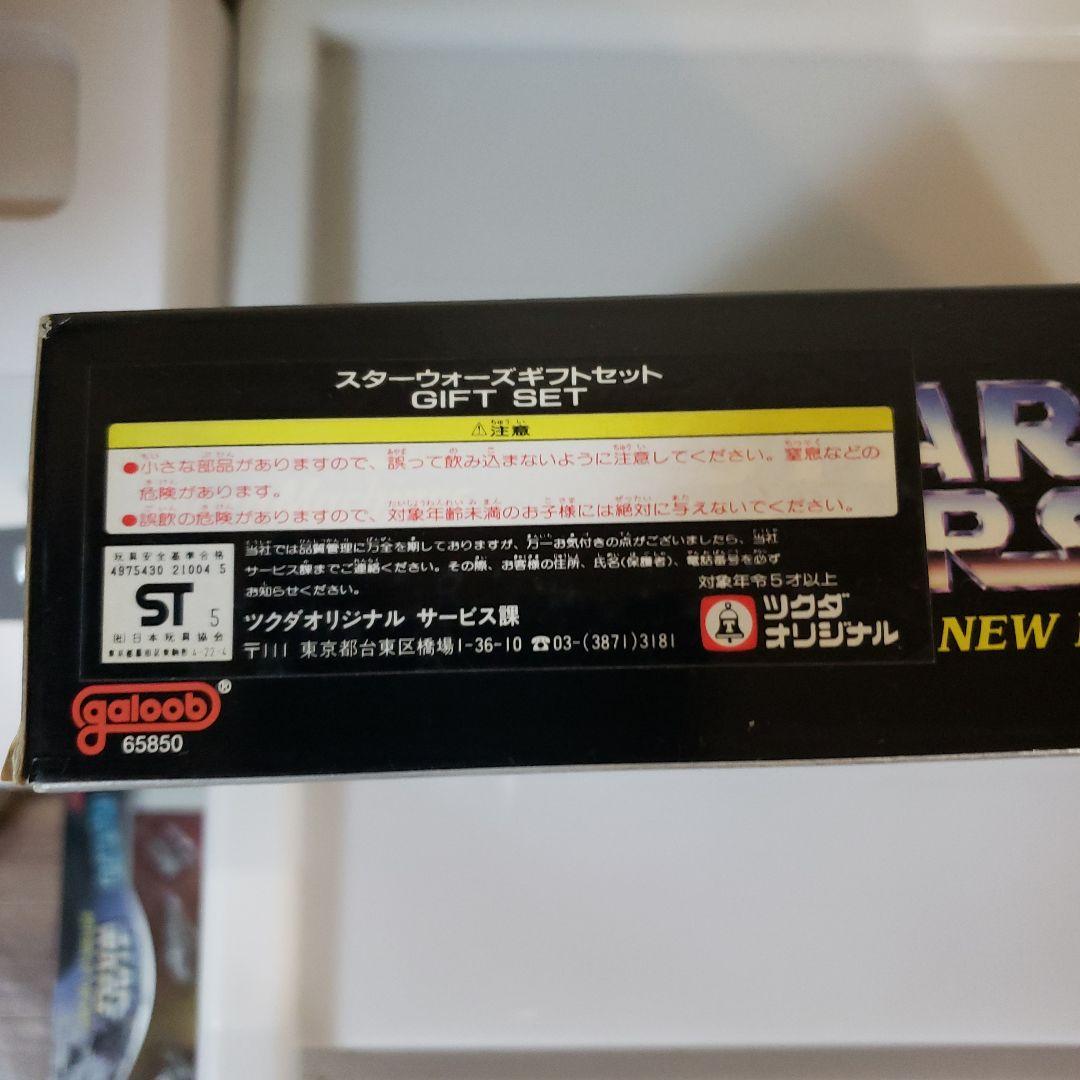 スターウォーズギフトセット
GIFT SET
⚠注意
●小さな部品がありますので、誤って飲み込まないように注意してください。窒息などの
危険があります。
●誤飲の危険がありますので、対象年齢未満のお子様には絶対に与えないでください。
玩具安全基準合格
4975430 21004 5
ST 5
(社)日本玩具協会
4-22-4
当社では品質管理に万全を期しておりますが、万一お気付きの点がございましたら、当社
サービス課までご連絡ください。その際、お客様の住所、氏名(保護者)、電話番号を必ず
お知らせください。
ツクダオリジナル サービス課
〒111 東京都台東区橋場1-36-10 ☎03-(3871)3181
対象年令5才以上
ツクダ
オリジナル
galoob
65850
AR
RS
NEW